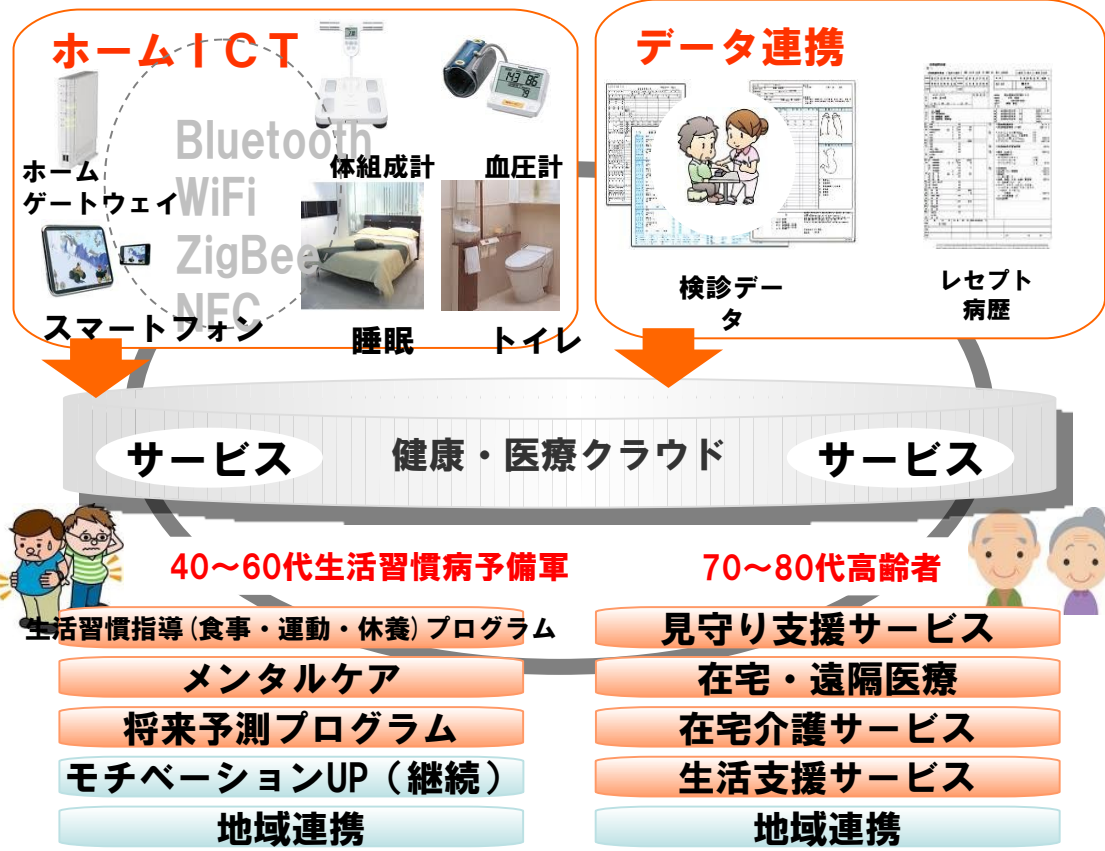 ホームＩＣＴ
Bluetooth
WiFi
ZigBee
NFC
ホーム
ゲートウェイ
体組成計
血圧計
スマートフォン
睡眠
トイレ
データ連携
検診デー
タ
レセプト
病歴
サービス
健康・医療クラウド
サービス
40～60代生活習慣病予備軍
生活習慣指導(食事・運動・休養)プログラム
メンタルケア
将来予測プログラム
モチベーションUP（継続）
地域連携
70～80代高齢者
見守り支援サービス
在宅・遠隔医療
在宅介護サービス
生活支援サービス
地域連携